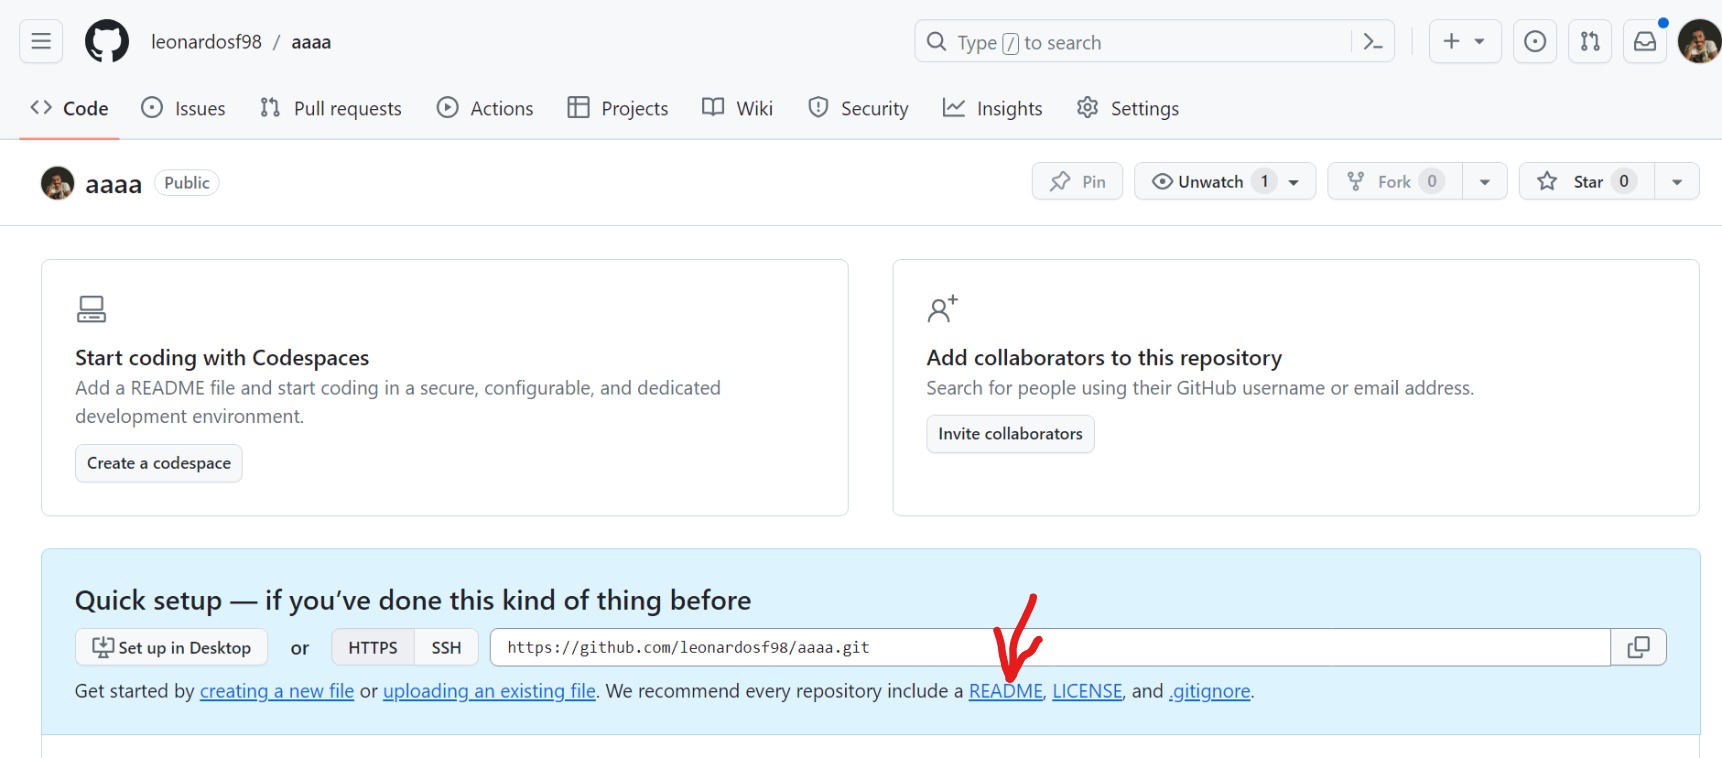 leonardosf98 / aaaa
Type / to search
Code Issues Pull requests Actions Projects Wiki Security Insights Settings
aaaa Public
Pin Unwatch 1 Fork 0 Star 0
Start coding with Codespaces
Add a README file and start coding in a secure, configurable, and dedicated
development environment.
Create a codespace
Add collaborators to this repository
Search for people using their GitHub username or email address.
Invite collaborators
Quick setup — if you’ve done this kind of thing before
Set up in Desktop or HTTPS SSH https://github.com/leonardosf98/aaaa.git
Get started by creating a new file or uploading an existing file. We recommend every repository include a README, LICENSE, and .gitignore.